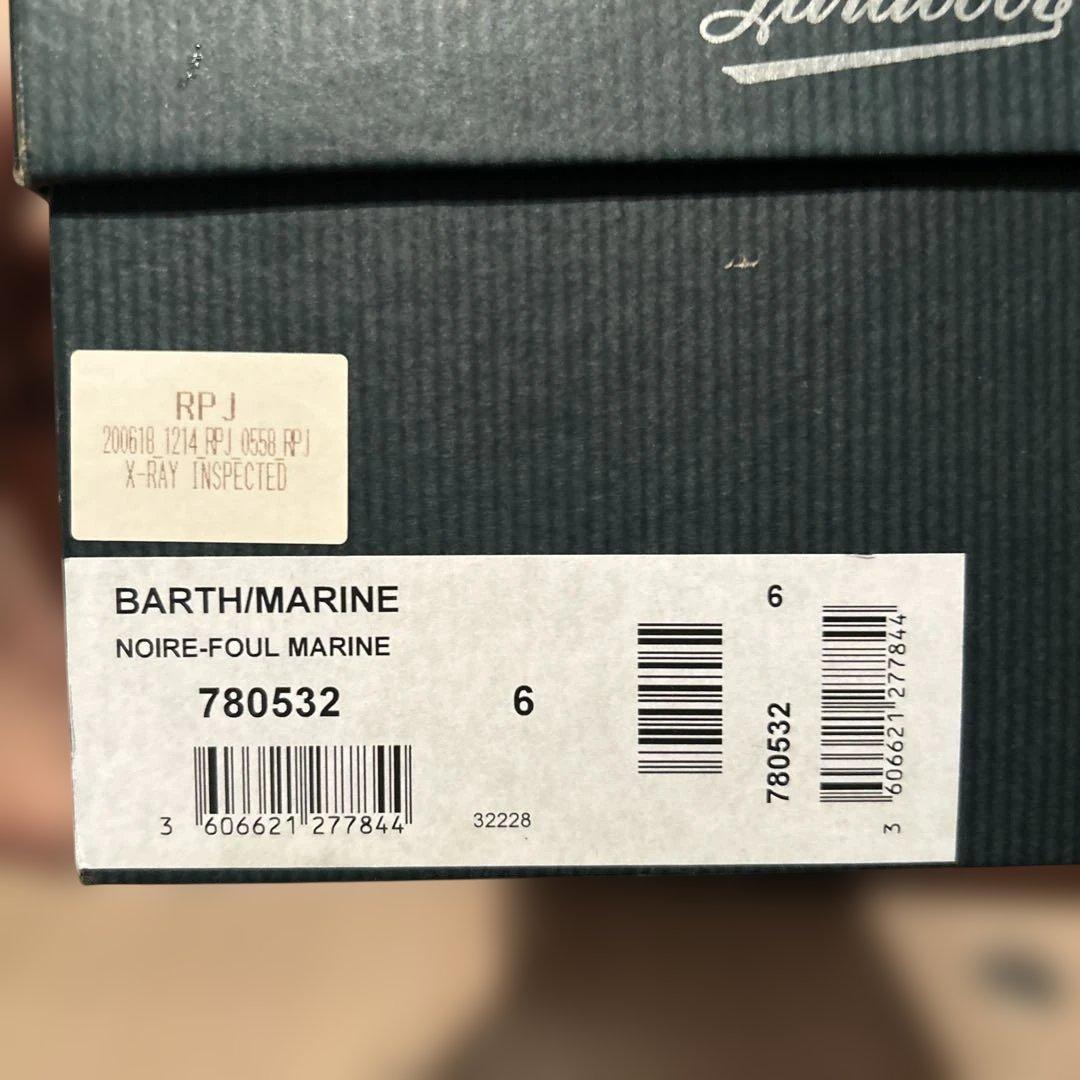 RPJ
200618_1214_RPJ_0558_RPJ
X-RAY INSPECTED
BARTH/MARINE
NOIRE-FOUL MARINE
780532 6
3 606621 277844
32228
6
780532
3 606621 277844